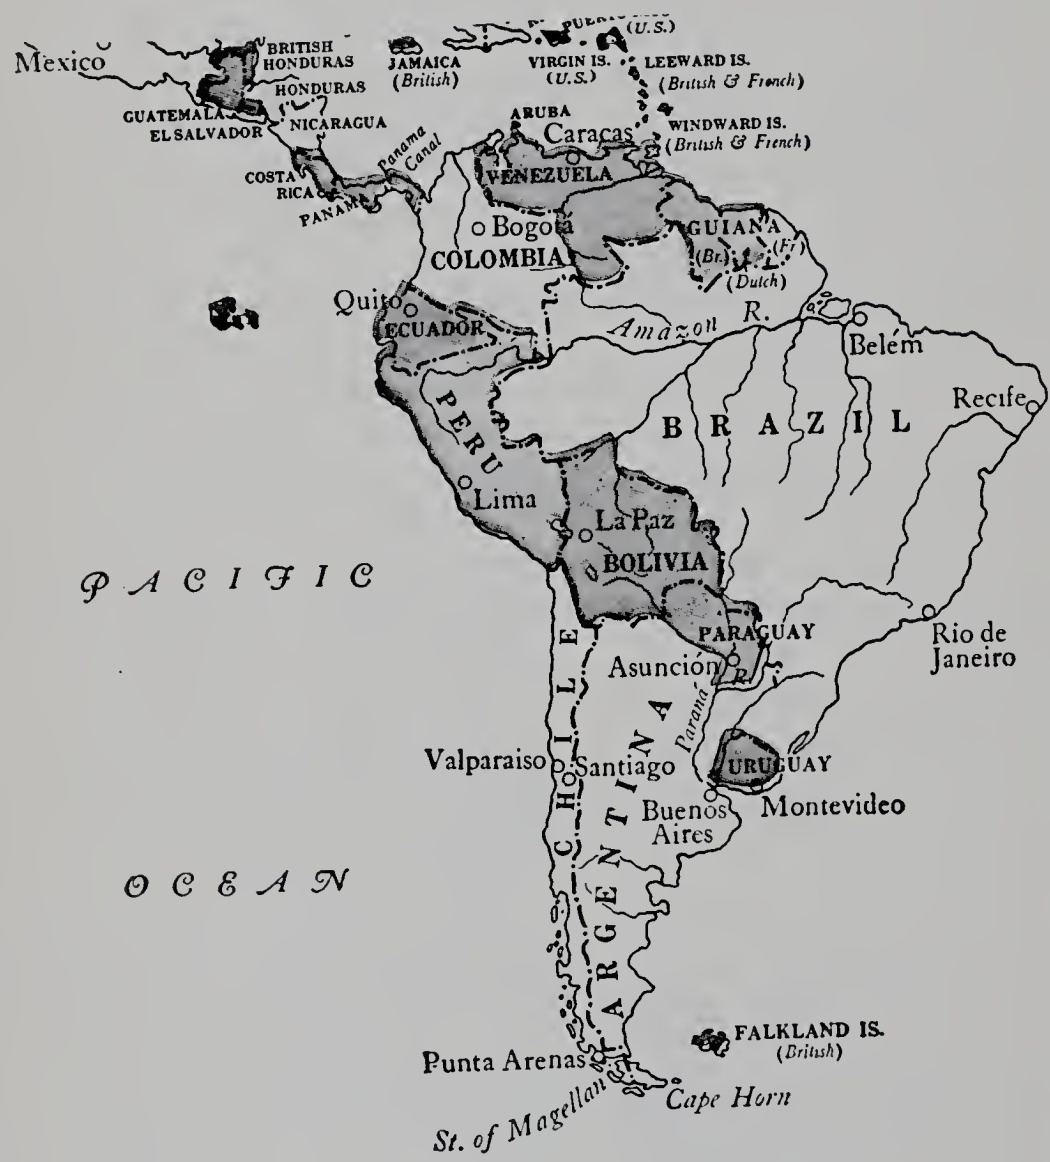 PUERTO
(U.S.)
Mexico
BRITISH
HONDURAS
JAMAICA
(British)
VIRGIN IS.
(U.S.)
LEEWARD IS.
(British & French)
HONDURAS
GUATEMALA
EL SALVADOR
NICARAGUA
ARUBA
Caracas
WINDWARD IS.
(British & French)
Panama
Canal
COSTA
RICA
PANAMA
VENEZUELA
Bogotá
COLOMBIA
GUIANA
(Br.)
(Fr.)
(Dutch)
Quito
ECUADOR
Amazon R.
Belém
PERU
BRAZIL
Recife
Lima
La Paz
BOLIVIA
PACIFIC
PARAGUAY
Asunción
R.
Paraná
Rio de
Janeiro
CHILE
ARGENTINA
Valparaiso
Santiago
URUGUAY
Buenos
Aires
Montevideo
OCEAN
FALKLAND IS.
(British)
Punta Arenas
St. of Magellan
Cape Horn